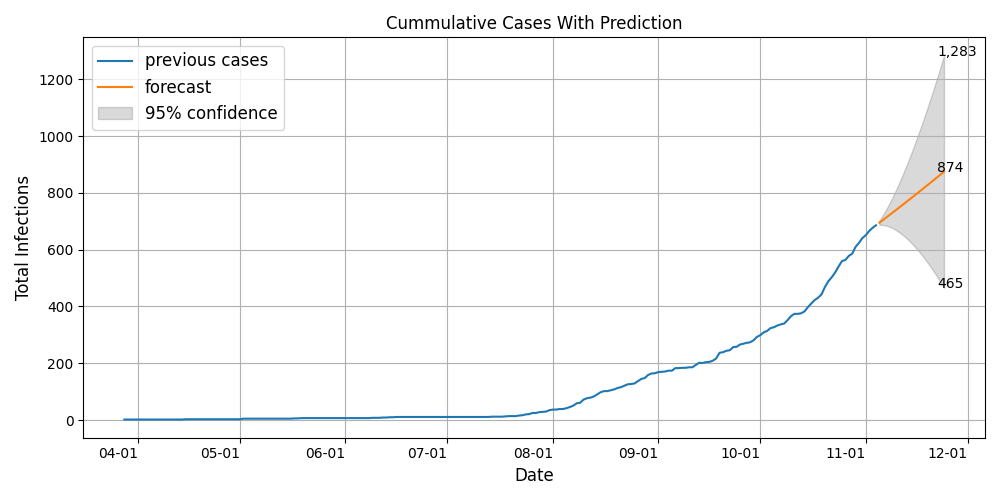 Cummulative Cases With Prediction
previous cases
forecast
95% confidence
1,283
874
465
1200
1000
800
600
400
200
0
Total Infections
04-01 05-01 06-01 07-01 08-01 09-01 10-01 11-01 12-01
Date